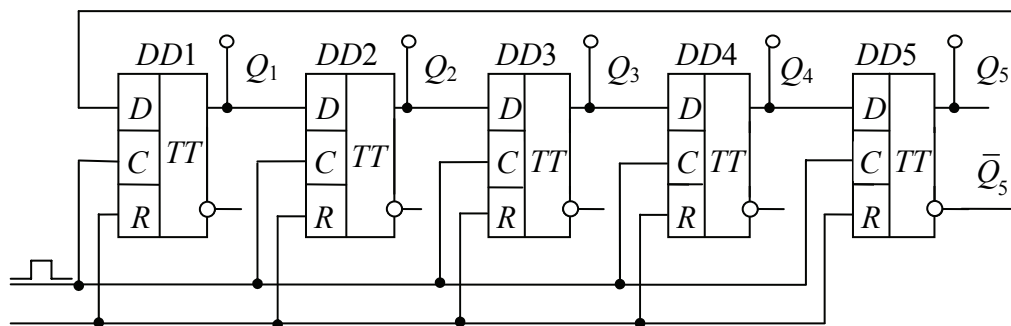 DD1 Q1 DD2 Q2 DD3 Q3 DD4 Q4 DD5 Q5
D D D D D
C TT C TT C TT C TT C TT
Q̄5
R R R R R